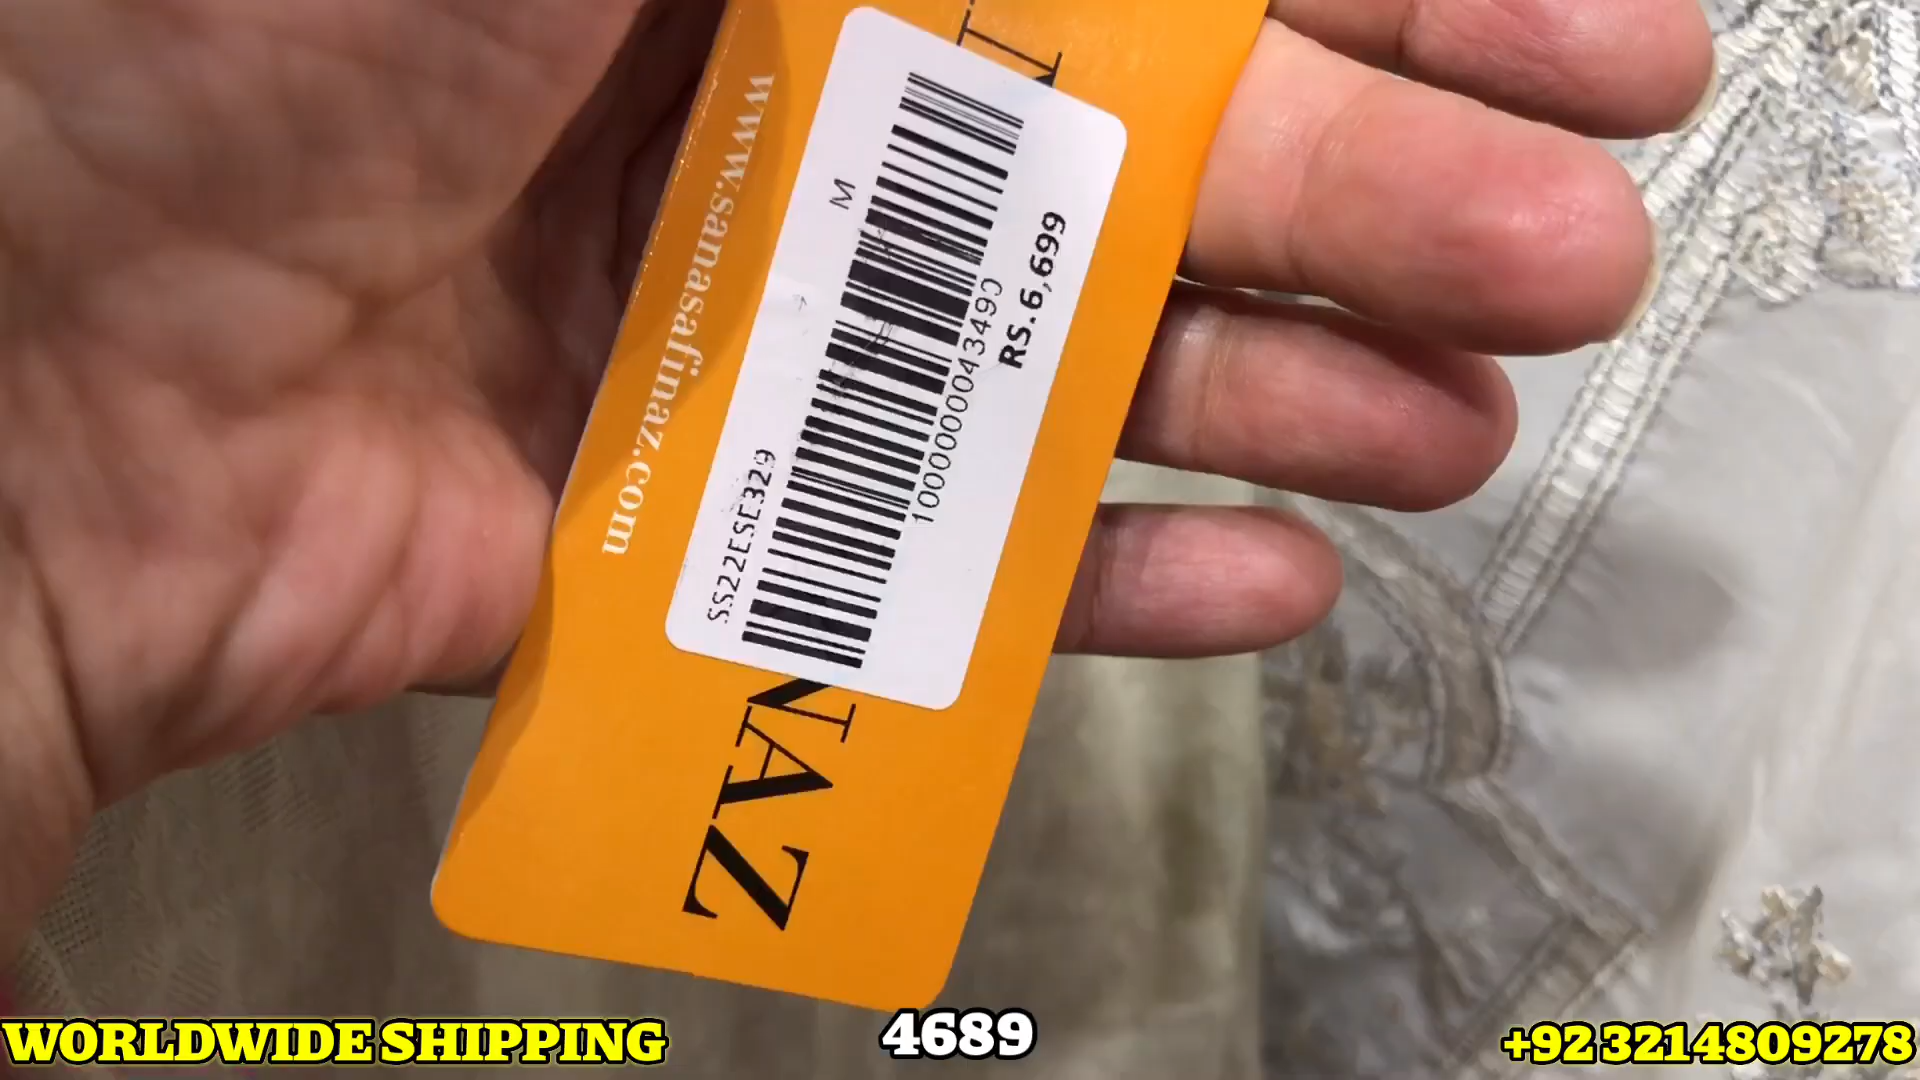 www.sanasafinaz.com
M
SS22ESE329
1000000043490
RS.6,699
NAZ
WORLDWIDE SHIPPING
4689
+92 3214809278